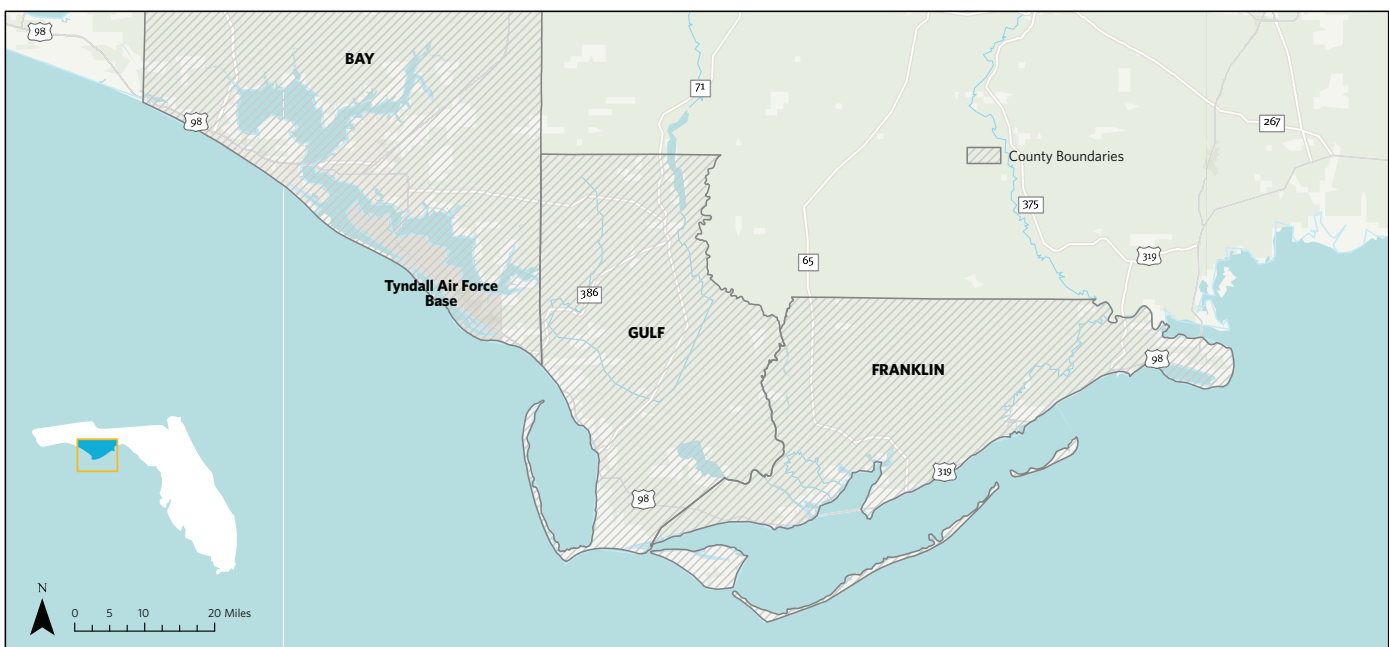 98
BAY
71
98
267
County Boundaries
375
319
65
Tyndall Air Force
Base
386
GULF
98
FRANKLIN
319
98
N
0 5 10 20 Miles